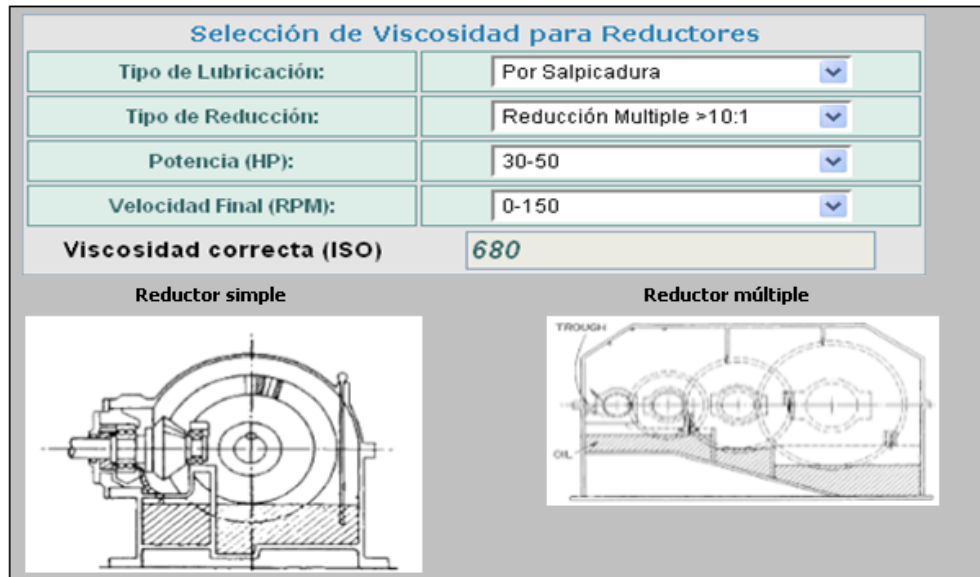 Selección de Viscosidad para Reductores
Tipo de Lubricación: Por Salpicadura
Tipo de Reducción: Reducción Multiple >10:1
Potencia (HP): 30-50
Velocidad Final (RPM): 0-150
Viscosidad correcta (ISO) 680
Reductor simple Reductor múltiple
TROUGH
OIL